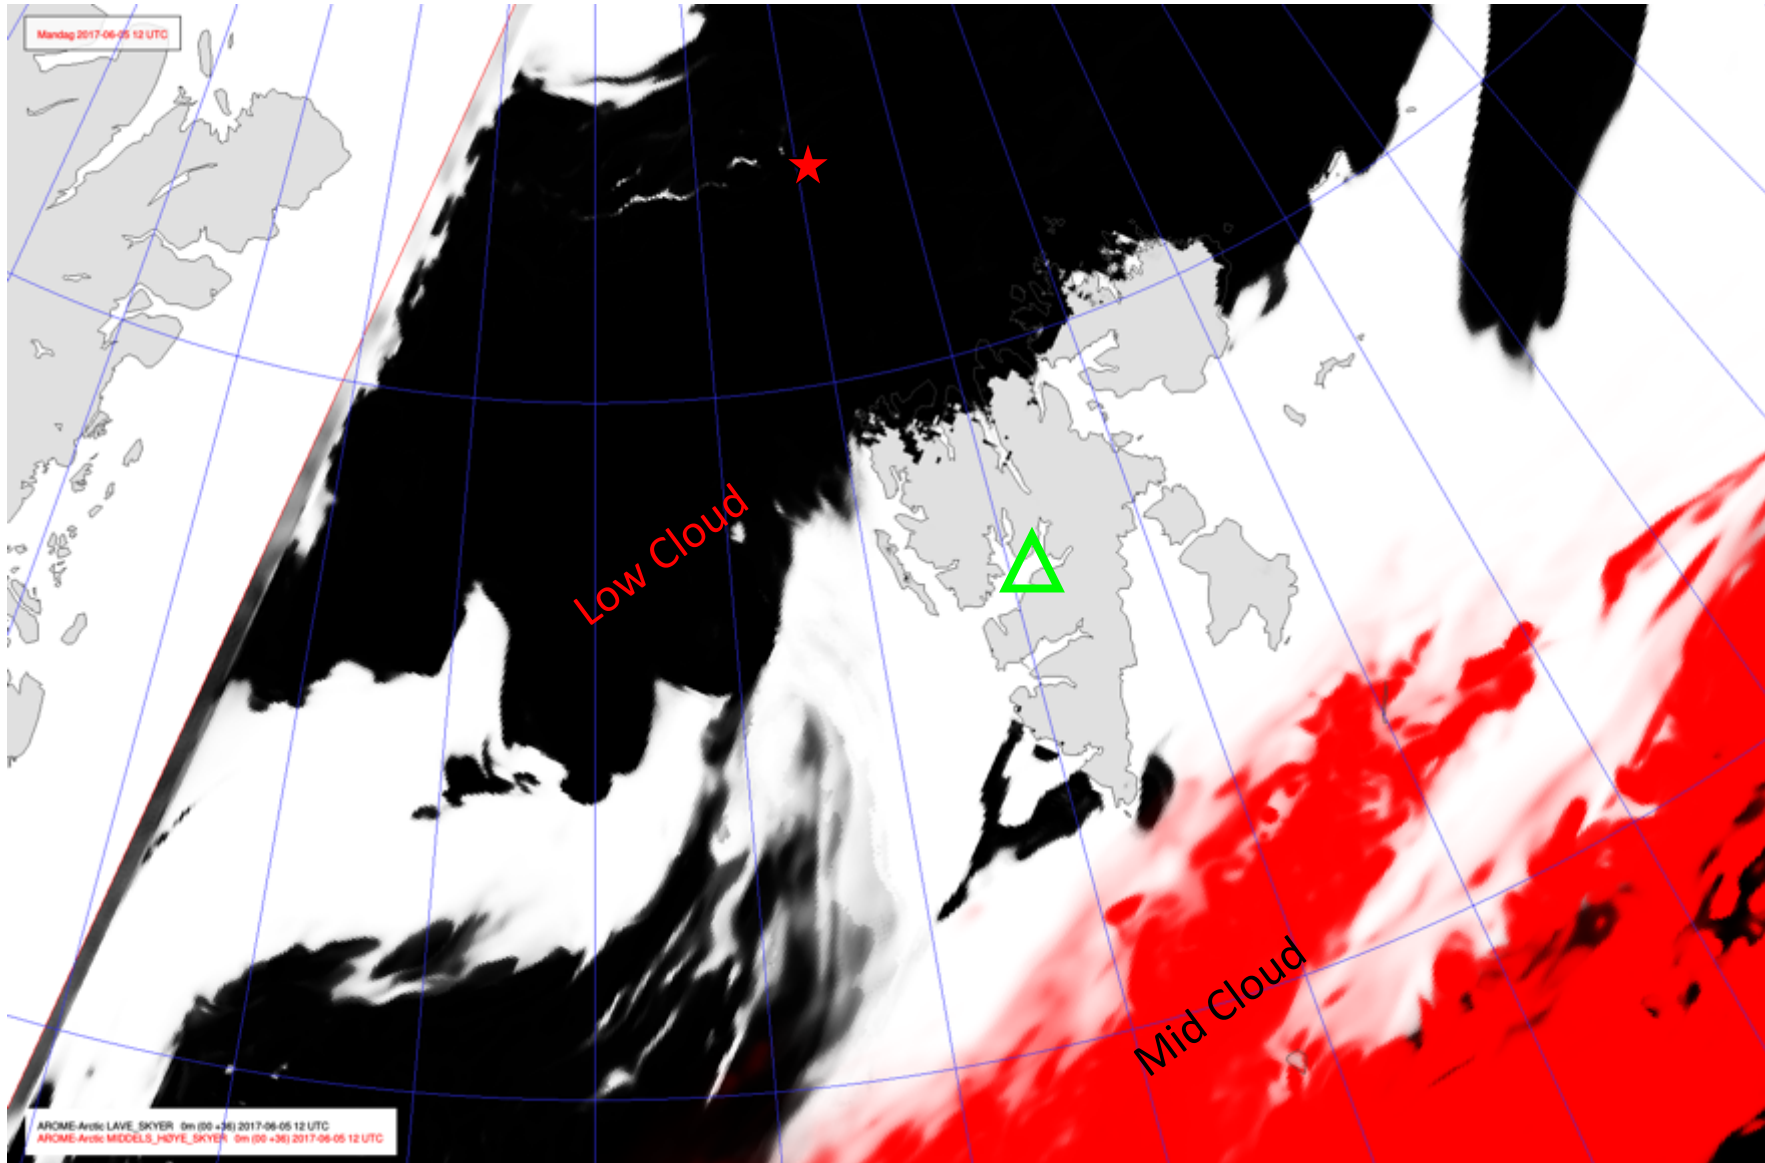 Mandag 2017-06-05 12 UTC
Low Cloud
Mid Cloud
AROME-Arctic LAVE_SKYER 0m (00 +36) 2017-06-05 12 UTC
AROME-Arctic MIDDELS_HØYE_SKYER 0m (00 +36) 2017-06-05 12 UTC